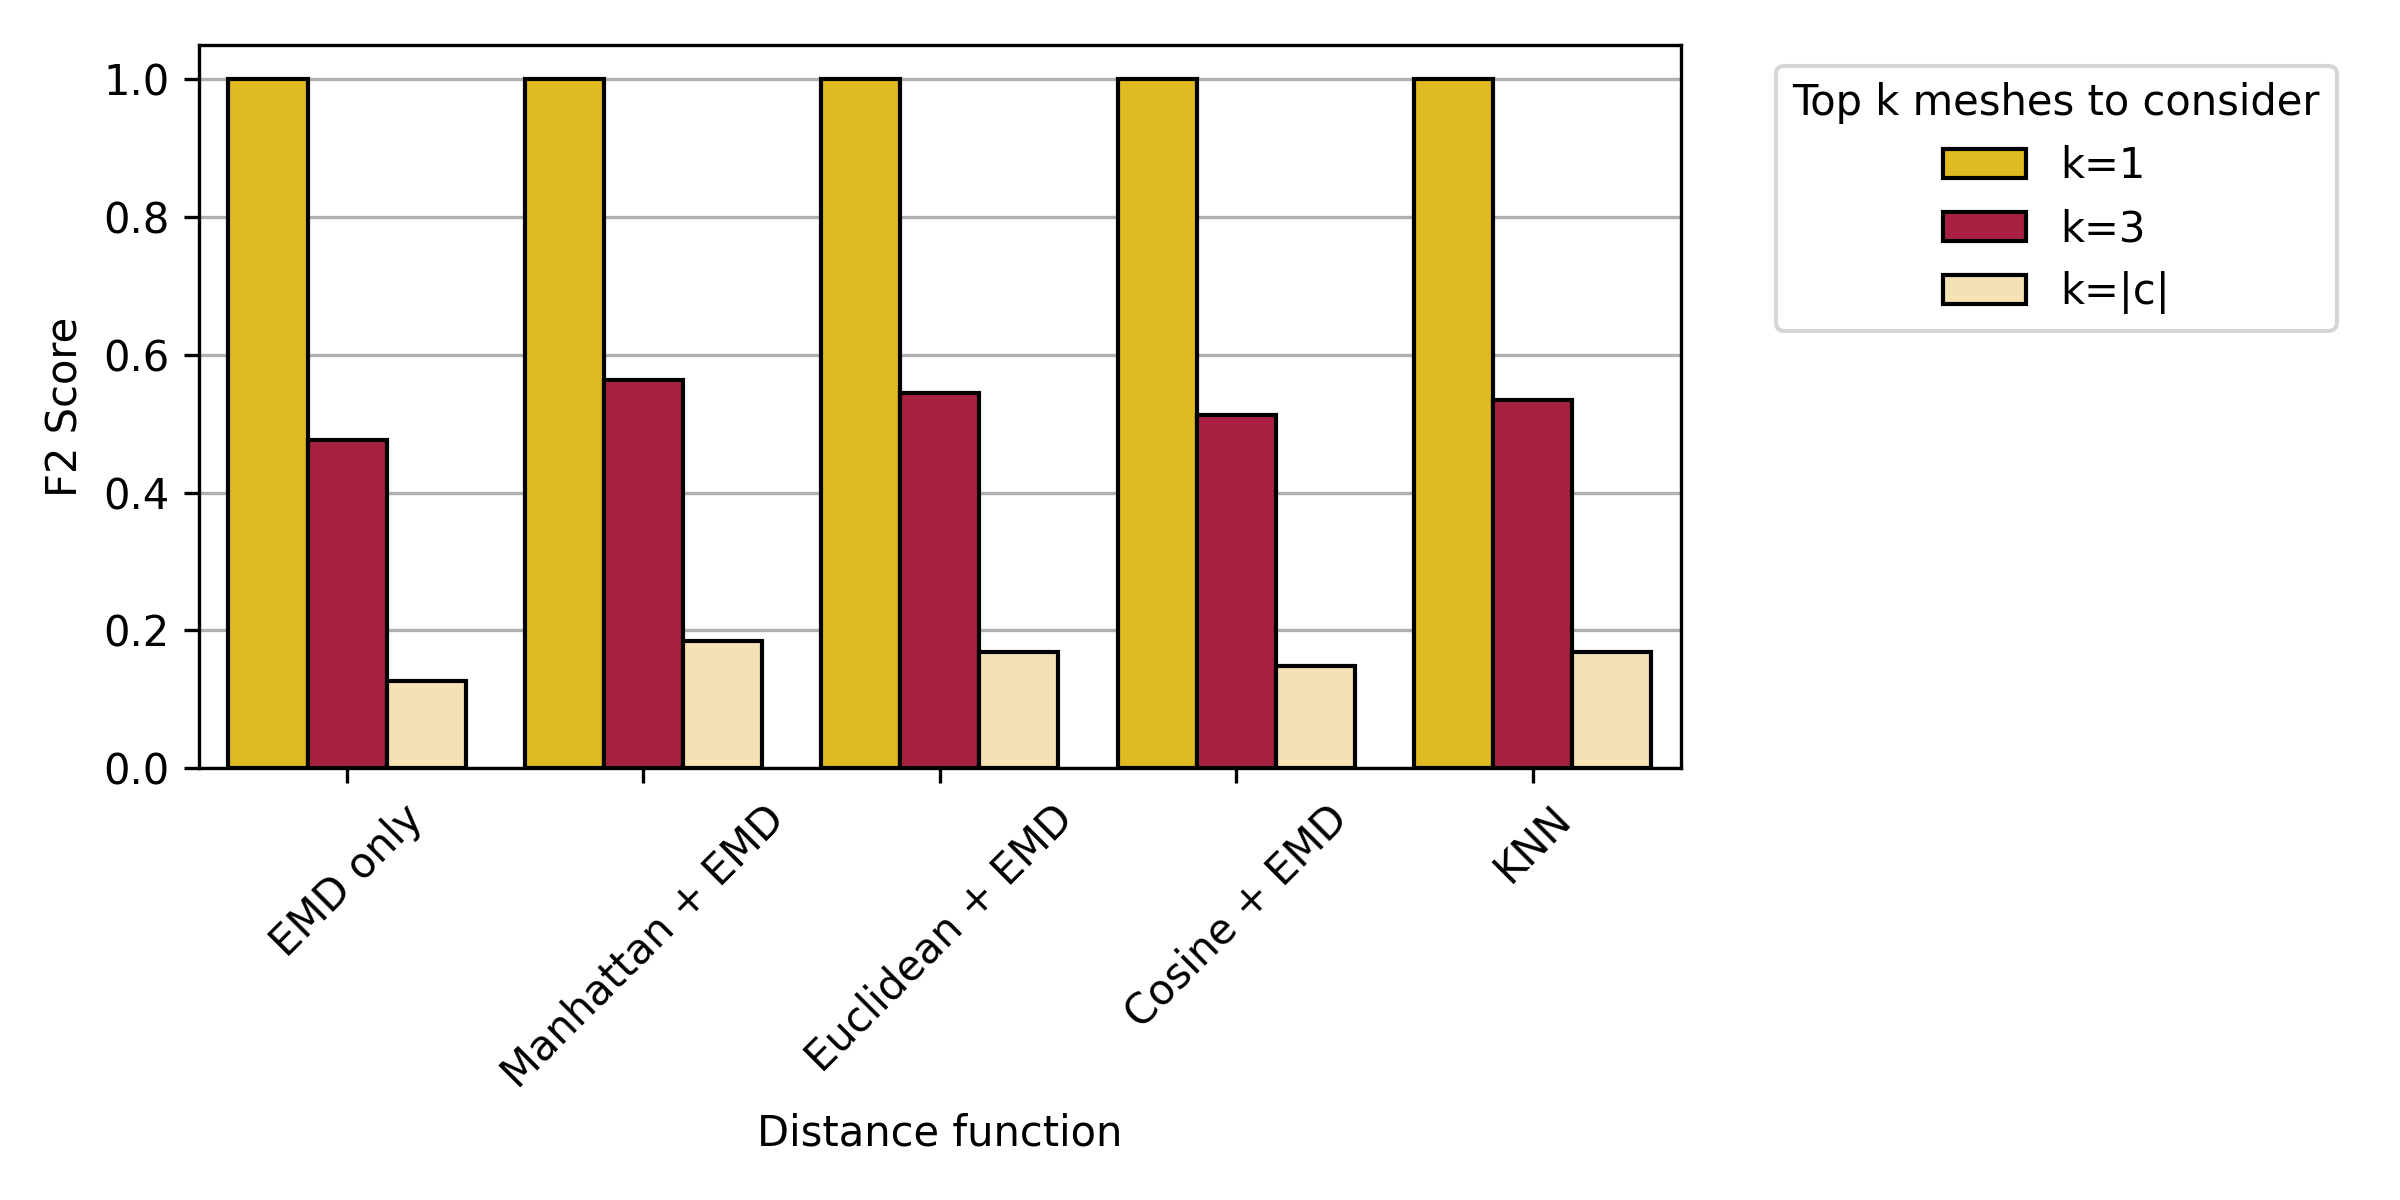 1.0
0.8
0.6
0.4
0.2
0.0
F2 Score
EMD only
Manhattan + EMD
Euclidean + EMD
Cosine + EMD
KNN
Distance function
Top k meshes to consider
k=1
k=3
k=|c|